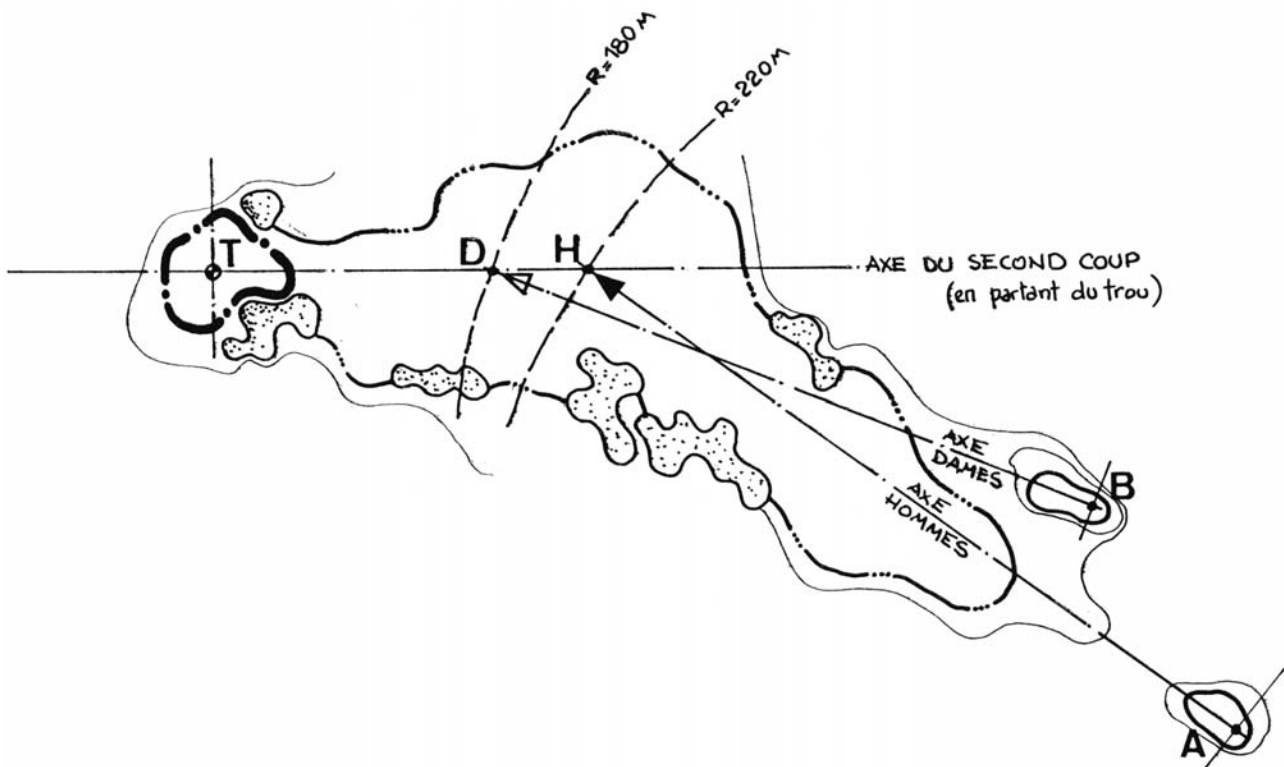 R=180M
R=220M
T
D
H
AXE DU SECOND COUP
(en partant du trou)
AXE
DAMES
B
AXE
HOMMES
A